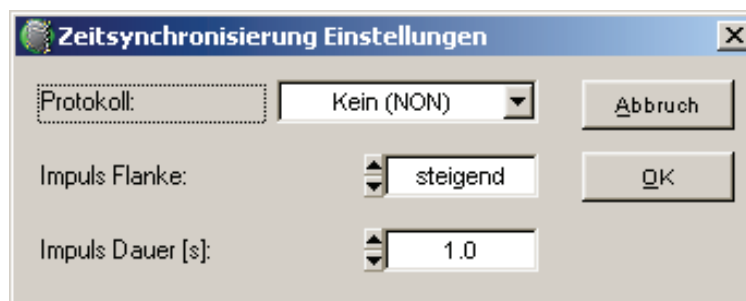 Zeitsynchronisierung Einstellungen
Protokoll: Kein (NON) Abbruch
Impuls Flanke: steigend OK
Impuls Dauer [s]: 1.0